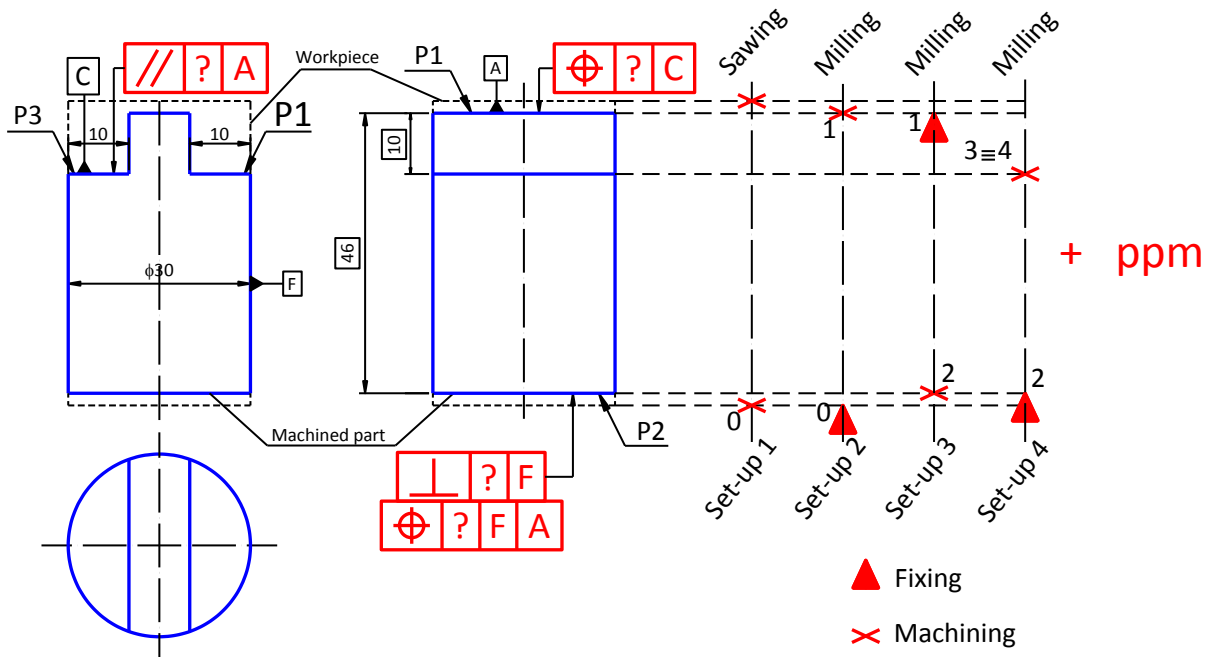 // ? A
Workpiece
C
P3
P1
10
10
ϕ30
F
P1
A
⌖ ? C
10
46
Machined part
P2
⊥ ? F
⌖ ? F A
Sawing
Milling
Milling
Milling
1
1
3≡4
0
0
2
2
+ ppm
Set-up 1
Set-up 2
Set-up 3
Set-up 4
Fixing
Machining